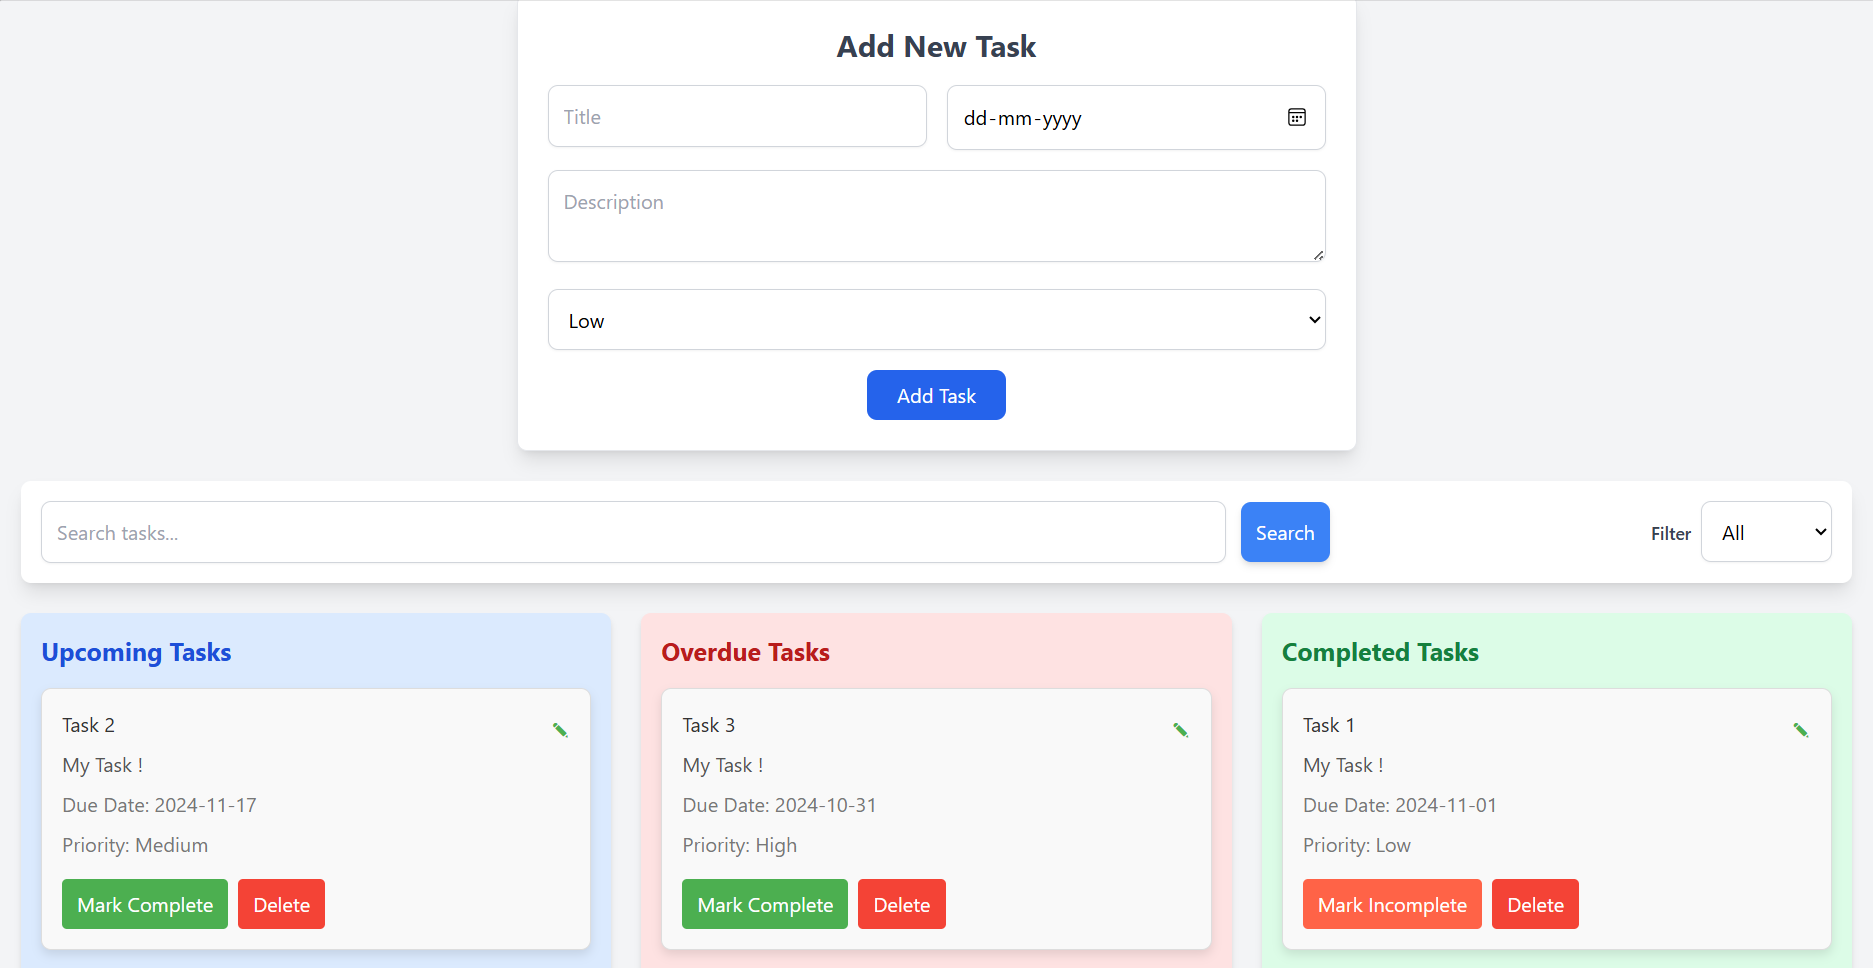 Add New Task
Title
dd-mm-yyyy
Description
Low
Add Task
Search tasks...
Search
Filter
All
Upcoming Tasks
Task 2
My Task !
Due Date: 2024-11-17
Priority: Medium
Mark Complete
Delete
Overdue Tasks
Task 3
My Task !
Due Date: 2024-10-31
Priority: High
Mark Complete
Delete
Completed Tasks
Task 1
My Task !
Due Date: 2024-11-01
Priority: Low
Mark Incomplete
Delete